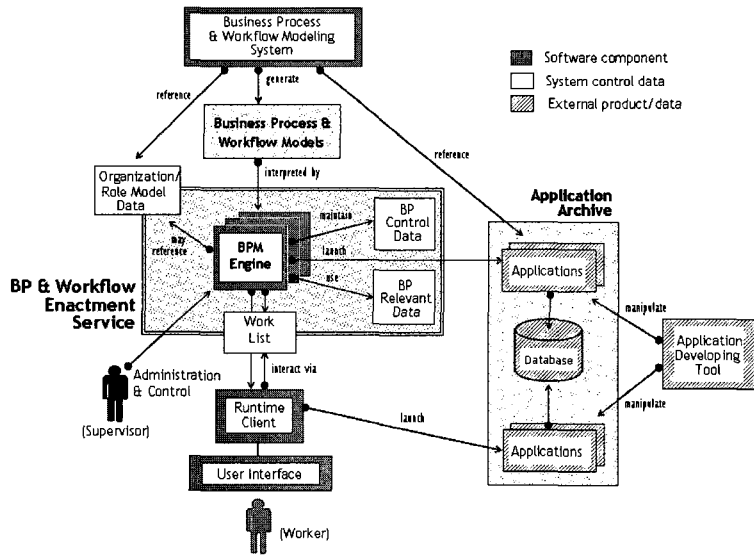 Business Process
& Workflow Modeling
System
Software component
System control data
External product/data
reference
generate
Business Process &
Workflow Models
reference
interpreted by
Organization/
Role Model
Data
Application
Archive
maintain
BP
Control
Data
may
reference
BPM
Engine
launch
Applications
use
BP
Relevant
Data
BP & Workflow
Enactment
Service
manipulate
Work
List
Database
Application
Developing
Tool
interact via
Administration
& Control
(Supervisor)
Runtime
Client
launch
manipulate
Applications
User Interface
(Worker)